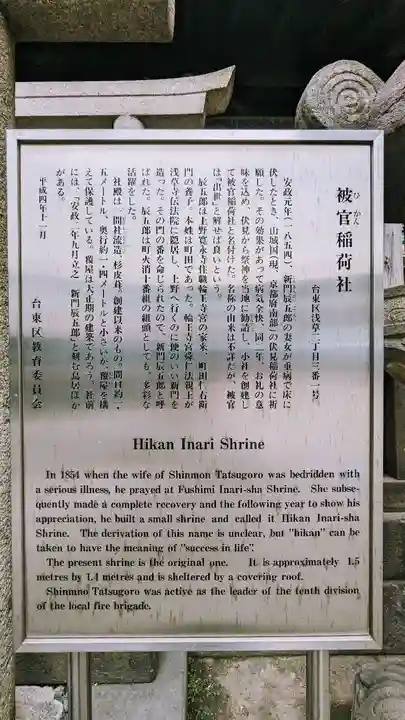 被官稲荷社
ひかん
台東区浅草二丁目三番一号
安政元年(一八五四)、新門辰五郎の妻女が重病で床に
伏したとき、山城国(現、京都府南部)の伏見稲荷社に祈
願した。その効果があって病気全快し、同二年、お礼の意
味を込め、伏見から祭神を当地に勧請し、小社を創建し
て被官稲荷社と名付けた。名称の由来は不詳だが、被官
は「出世」と解せば良いという。
辰五郎は上野寛永寺住職輪王寺宮の家来、町田仁右衛
門の養子。本姓は町田であった。輪王寺宮舜仁法親王が
浅草寺伝法院に隠居し、上野へ行くのに便のいい新門を
造った。その門の番を命じられたので、新門辰五郎と呼
ばれた。辰五郎は町火消十番組の組頭としても、多彩な
活躍をした。
社殿は、一間社流造、杉皮葺。創建以来のもの。間口約一・
五メートル、奥行約一・四メートルと小さいが、覆屋を構
えて保護している。覆屋は大正期の建築であろう。社前
には、「安政二年九月立之 新門辰五郎」と刻む鳥居ほか
がある。
平成四年十一月
台東区教育委員会
Hikan Inari Shrine
In 1854 when the wife of Shinmon Tatsugoro was bedridden with
a serious illness, he prayed at Fushimi Inari-sha Shrine. She subse-
quently made a complete recovery and the following year to show his
appreciation, he built a small shrine and called it Hikan Inari-sha
Shrine. The derivation of this name is unclear, but "hikan" can be
taken to have the meaning of "success in life".
The present shrine is the original one. It is approximately 1.5
metres by 1.4 metres and is sheltered by a covering roof.
Shinmno Tatsugoro was active as the leader of the tenth division
of the local fire brigade.